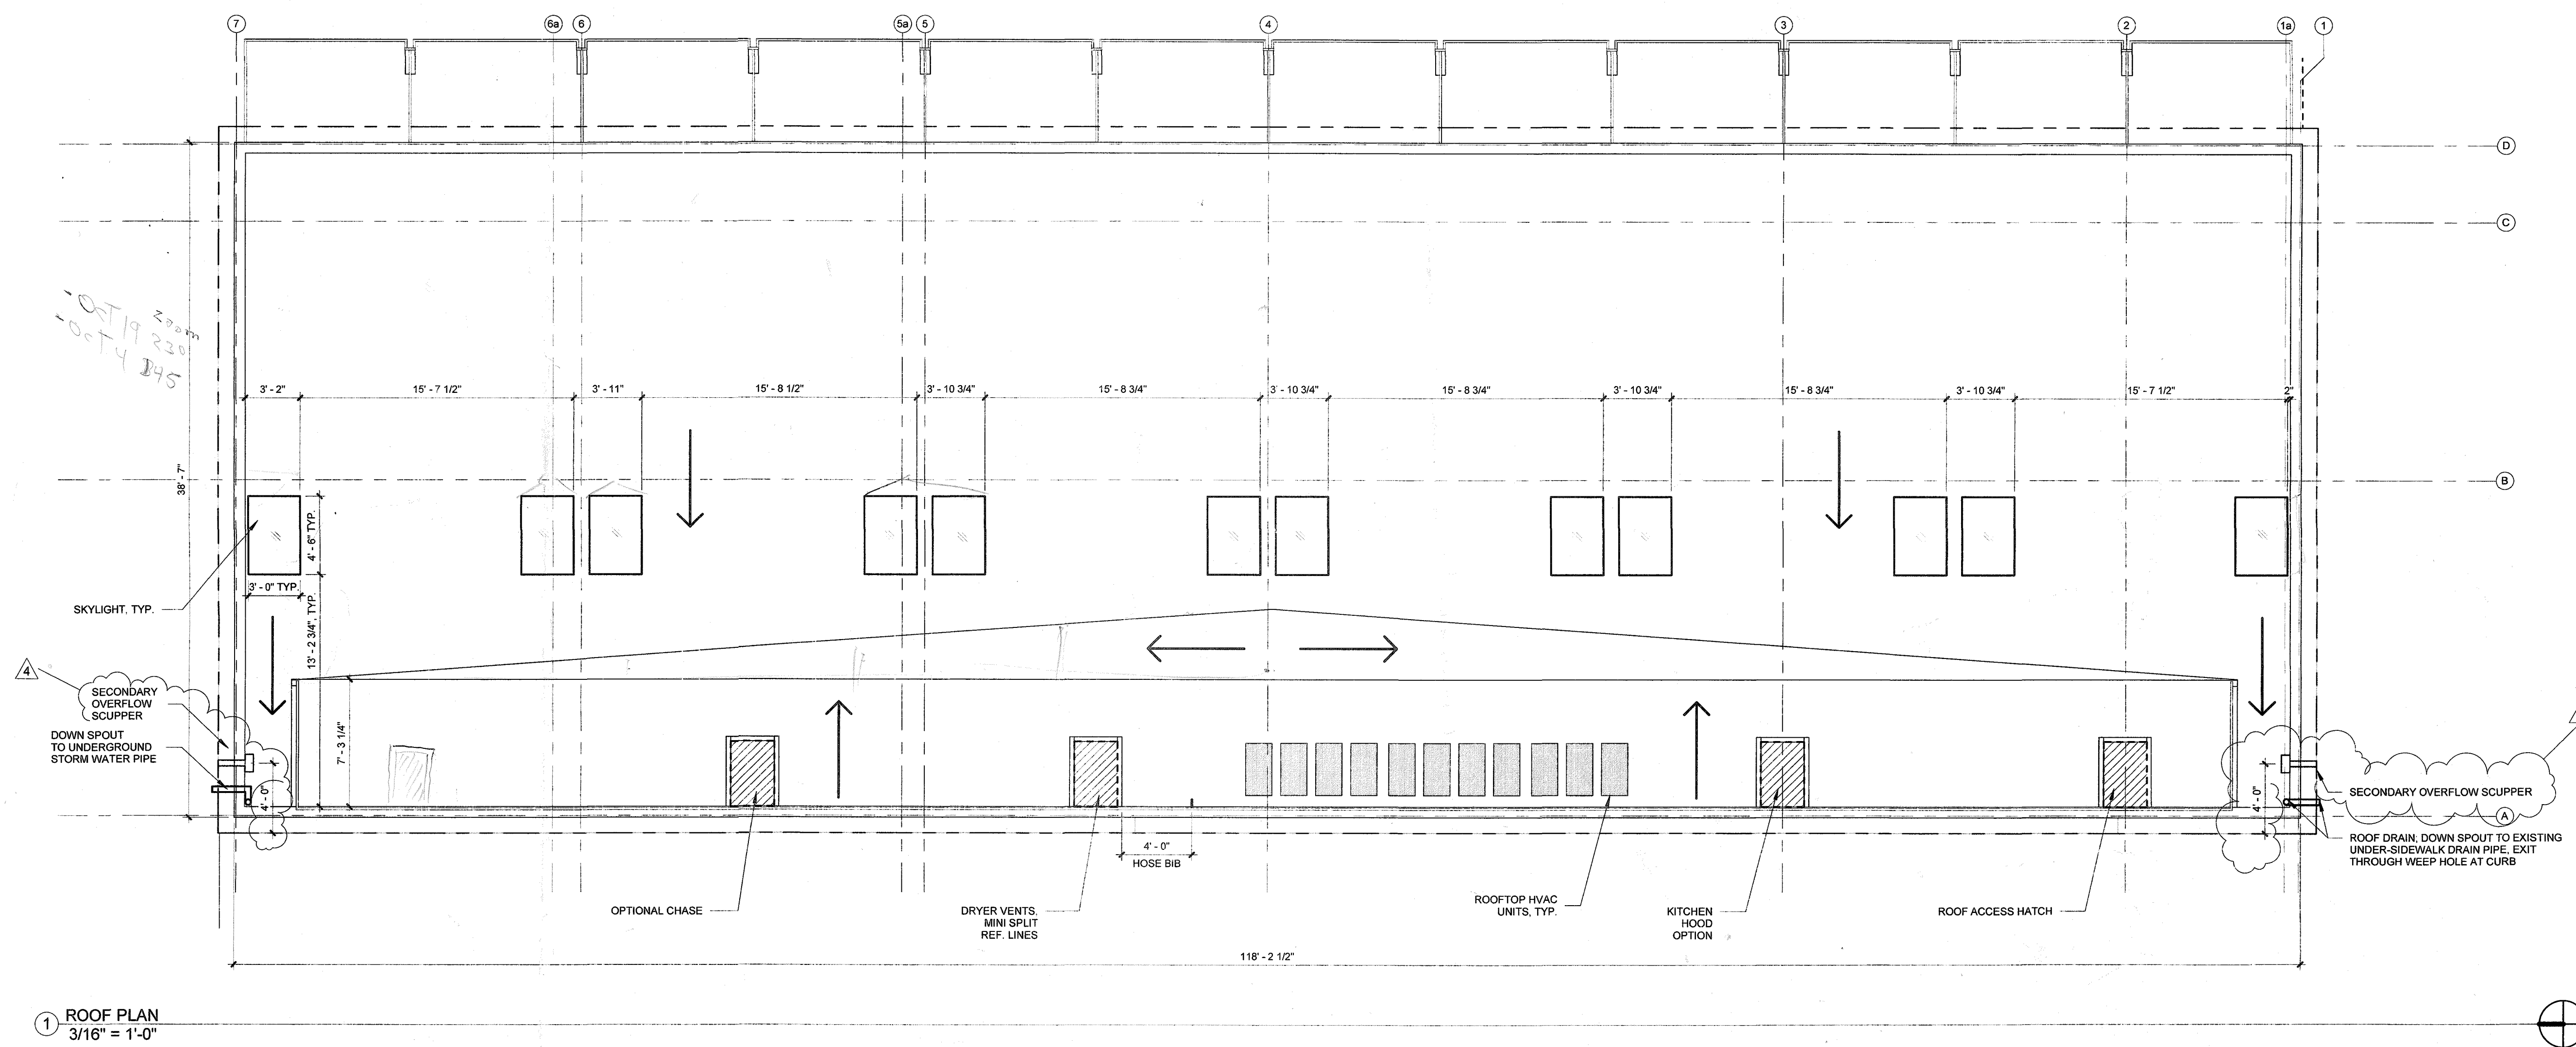 7 6a 6 5a 5 4 3 2 1a 1
D
C
Oct 19 230
Oct 4
3' - 2" 15' - 7 1/2" 3' - 11" 15' - 8 1/2" 3' - 10 3/4" 15' - 8 3/4" 3' - 10 3/4" 15' - 8 3/4" 3' - 10 3/4" 15' - 8 3/4" 3' - 10 3/4" 15' - 7 1/2" 2"
38' - 7"
B
4' - 6" TYP.
3' - 0" TYP.
SKYLIGHT, TYP.
13' - 2 3/4", TYP.
4
SECONDARY
OVERFLOW
SCUPPER
DOWN SPOUT
TO UNDERGROUND
STORM WATER PIPE
7' - 3 1/4"
4' - 0"
4' - 0"
SECONDARY OVERFLOW SCUPPER
A
ROOF DRAIN; DOWN SPOUT TO EXISTING
UNDER-SIDEWALK DRAIN PIPE, EXIT
THROUGH WEEP HOLE AT CURB
4' - 0"
HOSE BIB
OPTIONAL CHASE
DRYER VENTS.
MINI SPLIT
REF. LINES
ROOFTOP HVAC
UNITS, TYP.
KITCHEN
HOOD
OPTION
ROOF ACCESS HATCH
118' - 2 1/2"
1 ROOF PLAN
3/16" = 1'-0"